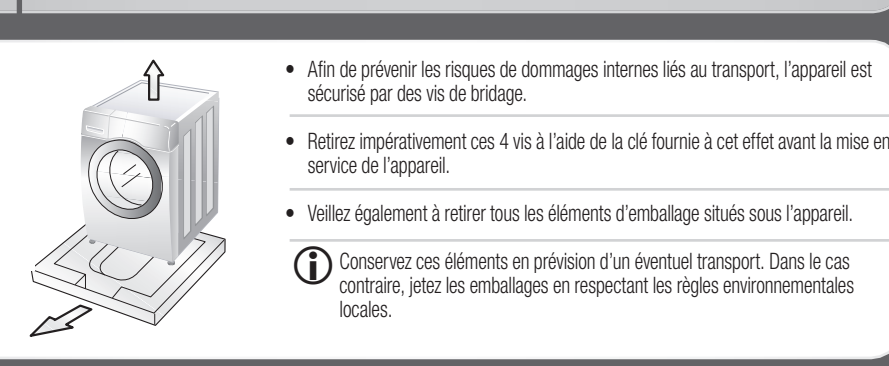 • Afin de prévenir les risques de dommages internes liés au transport, l'appareil est
sécurisé par des vis de bridage.
• Retirez impérativement ces 4 vis à l'aide de la clé fournie à cet effet avant la mise en
service de l'appareil.
• Veillez également à retirer tous les éléments d'emballage situés sous l'appareil.
Conservez ces éléments en prévision d'un éventuel transport. Dans le cas
contraire, jetez les emballages en respectant les règles environnementales
locales.